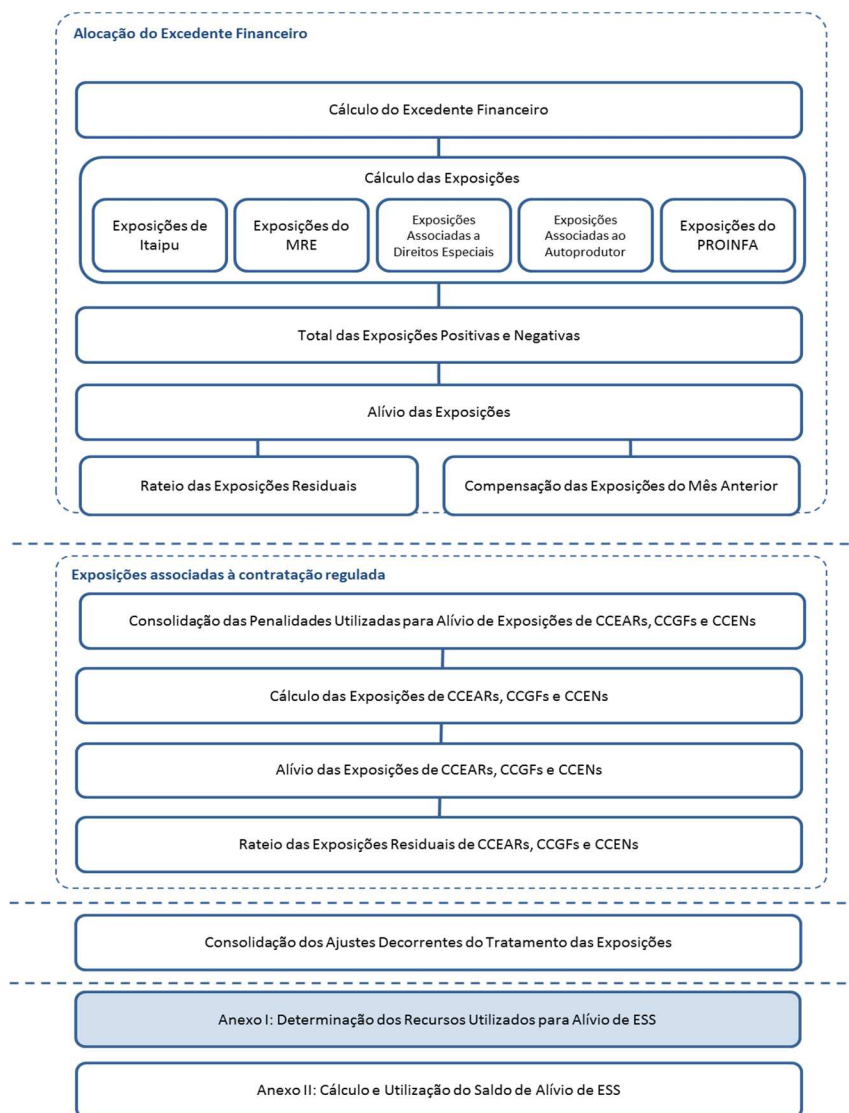 Alocação do Excedente Financeiro
Cálculo do Excedente Financeiro
Cálculo das Exposições
Exposições de
Itaipu
Exposições do
MRE
Exposições
Associadas a
Direitos Especiais
Exposições
Associadas ao
Autoprodutor
Exposições do
PROINFA
Total das Exposições Positivas e Negativas
Alívio das Exposições
Rateio das Exposições Residuais
Compensação das Exposições do Mês Anterior
Exposições associadas à contratação regulada
Consolidação das Penalidades Utilizadas para Alívio de Exposições de CCEARs, CCGFs e CCENs
Cálculo das Exposições de CCEARs, CCGFs e CCENs
Alívio das Exposições de CCEARs, CCGFs e CCENs
Rateio das Exposições Residuais de CCEARs, CCGFs e CCENs
Consolidação dos Ajustes Decorrentes do Tratamento das Exposições
Anexo I: Determinação dos Recursos Utilizados para Alívio de ESS
Anexo II: Cálculo e Utilização do Saldo de Alívio de ESS